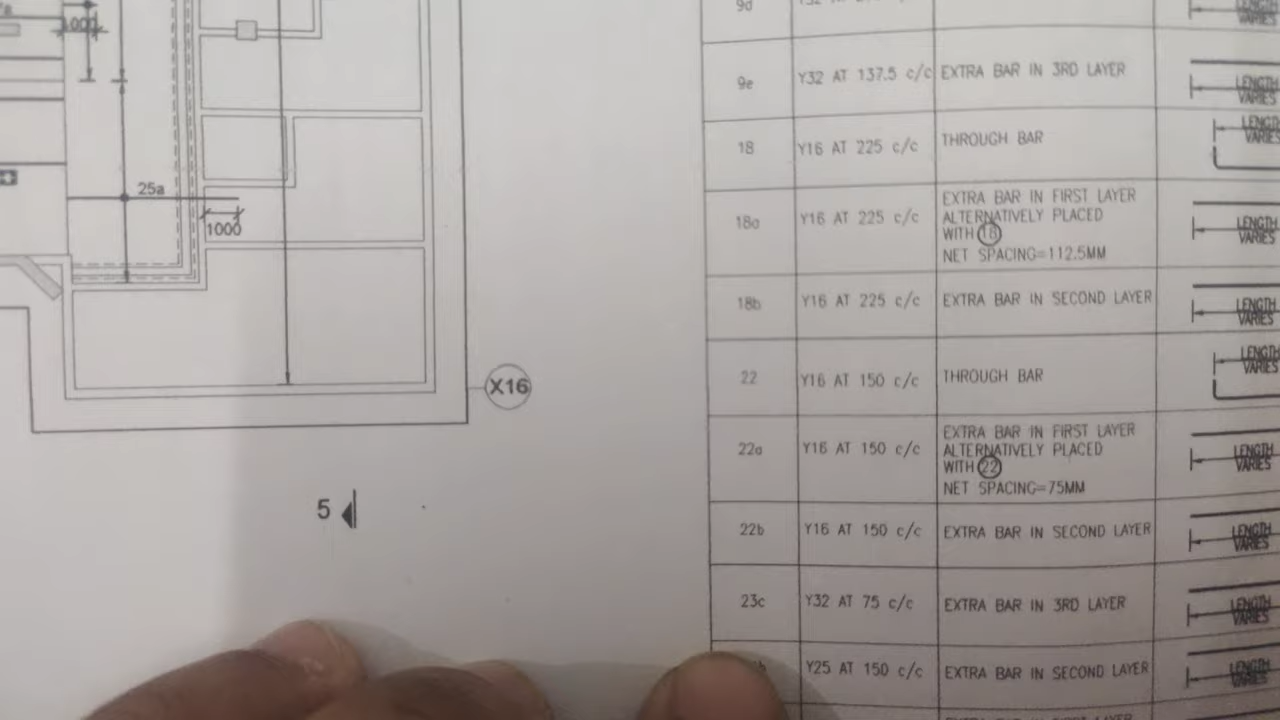 1000
25a
1000
X16
5
9d
LENGTH
VARIES
9e Y32 AT 137.5 c/c EXTRA BAR IN 3RD LAYER
LENGTH
VARIES
18 Y16 AT 225 c/c THROUGH BAR
LENGTH
VARIES
18a Y16 AT 225 c/c
EXTRA BAR IN FIRST LAYER
ALTERNATIVELY PLACED
WITH 18
NET SPACING=112.5MM
LENGTH
VARIES
18b Y16 AT 225 c/c EXTRA BAR IN SECOND LAYER
LENGTH
VARIES
22 Y16 AT 150 c/c THROUGH BAR
LENGTH
VARIES
22a Y16 AT 150 c/c
EXTRA BAR IN FIRST LAYER
ALTERNATIVELY PLACED
WITH 22
NET SPACING=75MM
LENGTH
VARIES
22b Y16 AT 150 c/c EXTRA BAR IN SECOND LAYER
LENGTH
VARIES
23c Y32 AT 75 c/c EXTRA BAR IN 3RD LAYER
LENGTH
VARIES
Y25 AT 150 c/c EXTRA BAR IN SECOND LAYER
LENGTH
VARIES